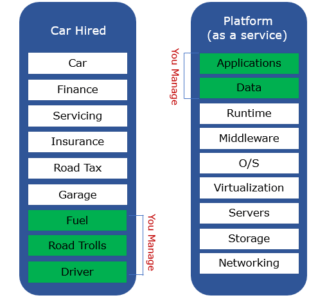 Car Hired
Car
Finance
Servicing
Insurance
Road Tax
Garage
Fuel
Road Trolls
Driver
You Manage
Platform
(as a service)
You Manage
Applications
Data
Runtime
Middleware
O/S
Virtualization
Servers
Storage
Networking